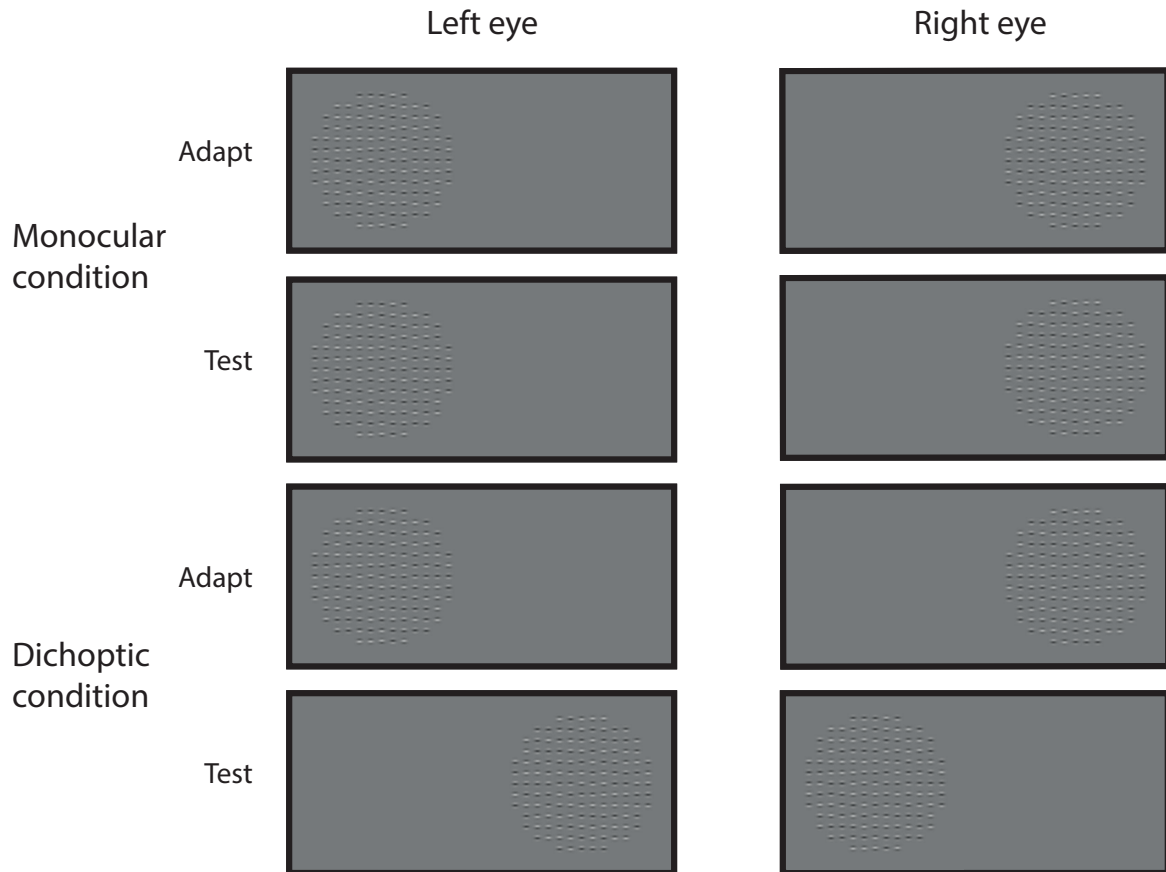 Left eye
Right eye
Adapt
Monocular
condition
Test
Adapt
Dichoptic
condition
Test